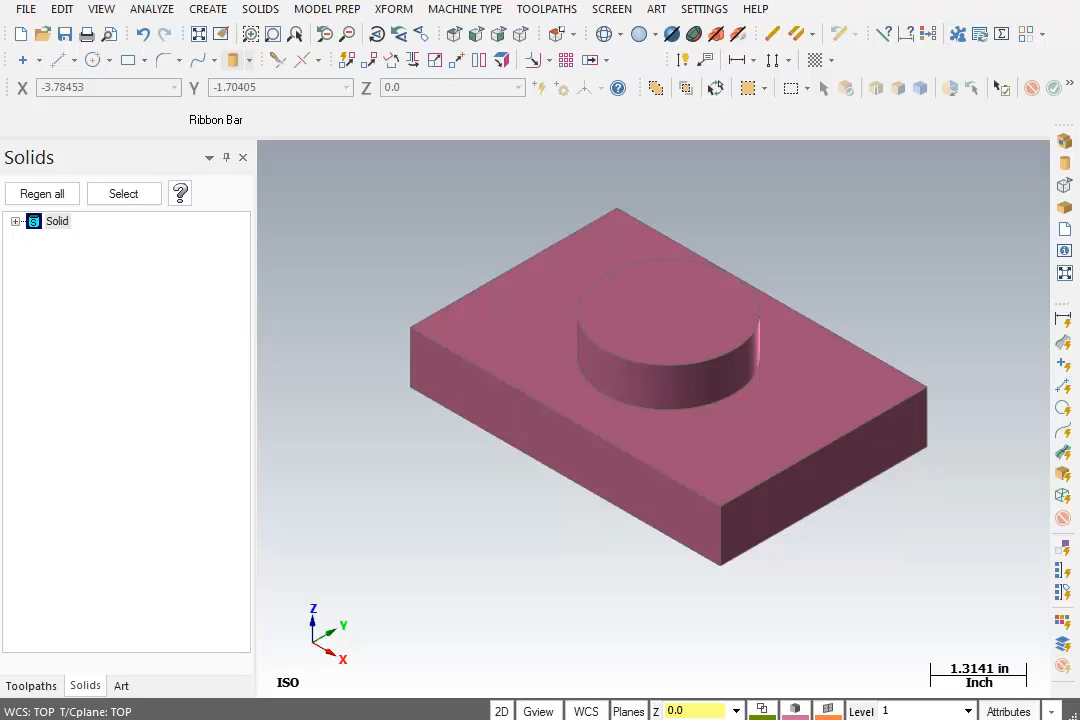 FILE EDIT VIEW ANALYZE CREATE SOLIDS MODEL PREP XFORM MACHINE TYPE TOOLPATHS SCREEN ART SETTINGS HELP
X -3.78453 Y -1.70405 Z 0.0
Ribbon Bar
Solids
Regen all Select ?
Solid
Z
Y
X
ISO
1.3141 in
Inch
Toolpaths Solids Art
WCS: TOP T/Cplane: TOP 2D Gview WCS Planes Z 0.0 Level 1 Attributes